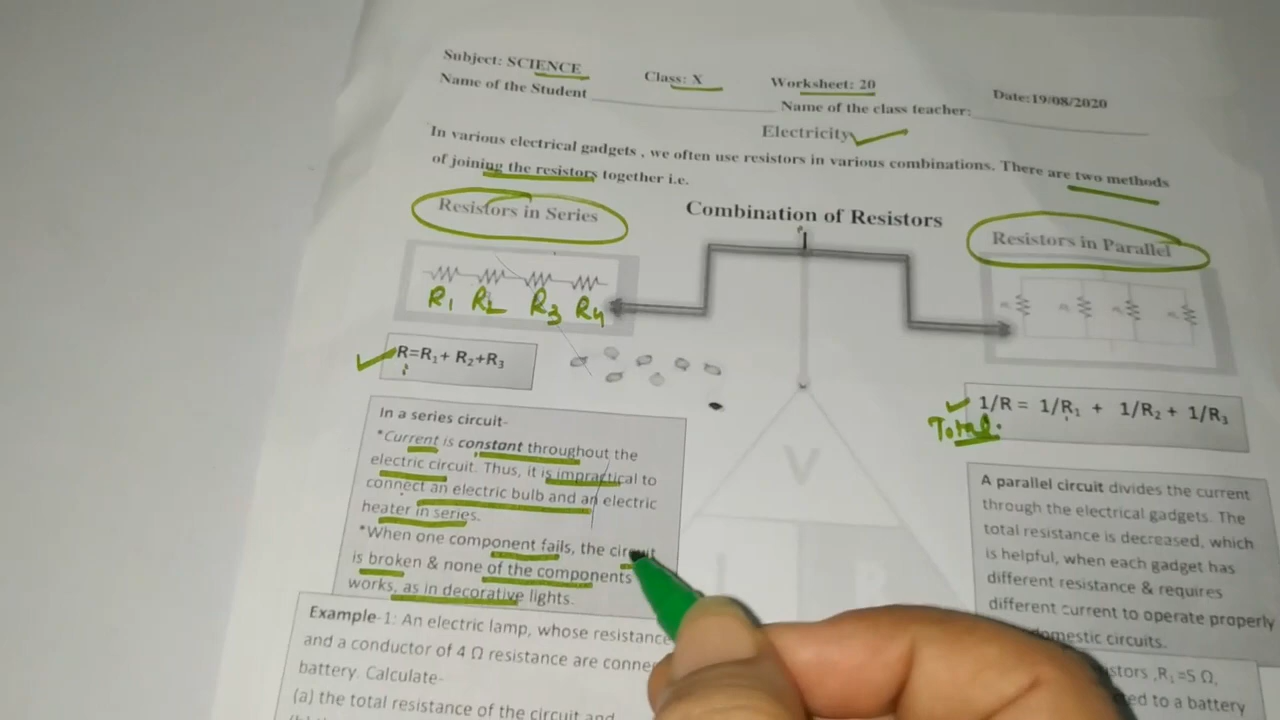 Subject: SCIENCE Class: X Worksheet: 20 Date:19/08/2020
Name of the Student Name of the class teacher:
Electricity
In various electrical gadgets , we often use resistors in various combinations. There are two methods
of joining the resistors together i.e.
Resistors in Series
Combination of Resistors
Resistors in Parallel
R1 R2 R3 R4
R=R1+ R2+R3
1/R = 1/R1 + 1/R2 + 1/R3
Total.
In a series circuit-
*Current is constant throughout the
electric circuit. Thus, it is impractical to
connect an electric bulb and an electric
heater in series.
*When one component fails, the circuit
is broken & none of the components
works, as in decorative lights.
V
I R
A parallel circuit divides the current
through the electrical gadgets. The
total resistance is decreased, which
is helpful, when each gadget has
different resistance & requires
different current to operate properly
domestic circuits.
Example-1: An electric lamp, whose resistance
and a conductor of 4 Ω resistance are
battery. Calculate-
(a) the total resistance of the circuit and
,R1 =5 Ω,
to a battery